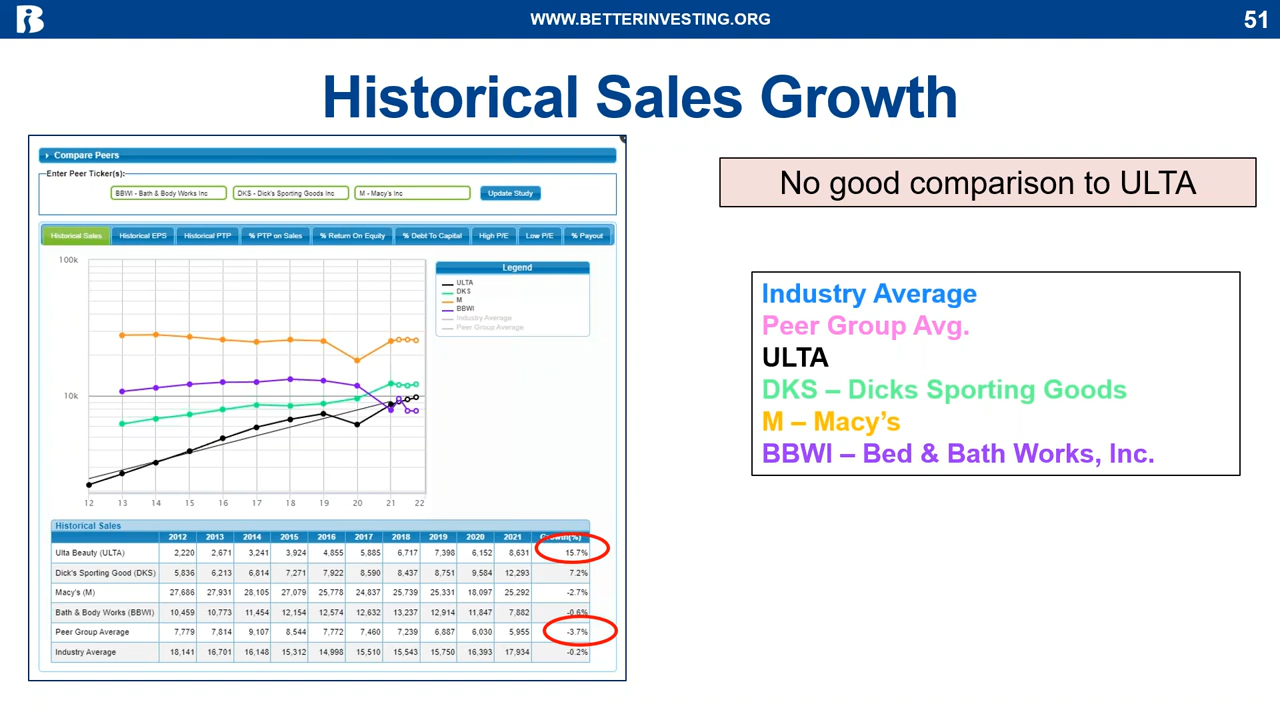 WWW.BETTERINVESTING.ORG
51
Historical Sales Growth
Compare Peers
Enter Peer Ticker(s):
BBWI - Bath & Body Works Inc DKS - Dick's Sporting Goods Inc M - Macy's Inc Update Study
Historical Sales Historical EPS Historical PTP % PTP on Sales % Return On Equity % Debt To Capital High P/E Low P/E % Payout
100k
10k
12 13 14 15 16 17 18 19 20 21 22
Legend
ULTA
DKS
M
BBWI
Industry Average
Peer Group Average
Historical Sales
2012 2013 2014 2015 2016 2017 2018 2019 2020 2021 Growth(%)
Ulta Beauty (ULTA) 2,220 2,671 3,241 3,924 4,855 5,885 6,717 7,398 6,152 8,631 15.7%
Dick's Sporting Good (DKS) 5,836 6,213 6,814 7,271 7,922 8,590 8,437 8,751 9,584 12,293 7.2%
Macy's (M) 27,686 27,931 28,105 27,079 25,778 24,837 25,739 25,331 18,097 25,292 -2.7%
Bath & Body Works (BBWI) 10,459 10,773 11,454 12,154 12,574 12,632 13,237 12,914 11,847 7,882 -0.6%
Peer Group Average 7,779 7,814 9,107 8,544 7,772 7,460 7,239 6,887 6,030 5,955 -3.7%
Industry Average 18,141 16,701 16,148 15,312 14,998 15,510 15,543 15,750 16,393 17,934 -0.2%
No good comparison to ULTA
Industry Average
Peer Group Avg.
ULTA
DKS – Dicks Sporting Goods
M – Macy’s
BBWI – Bed & Bath Works, Inc.